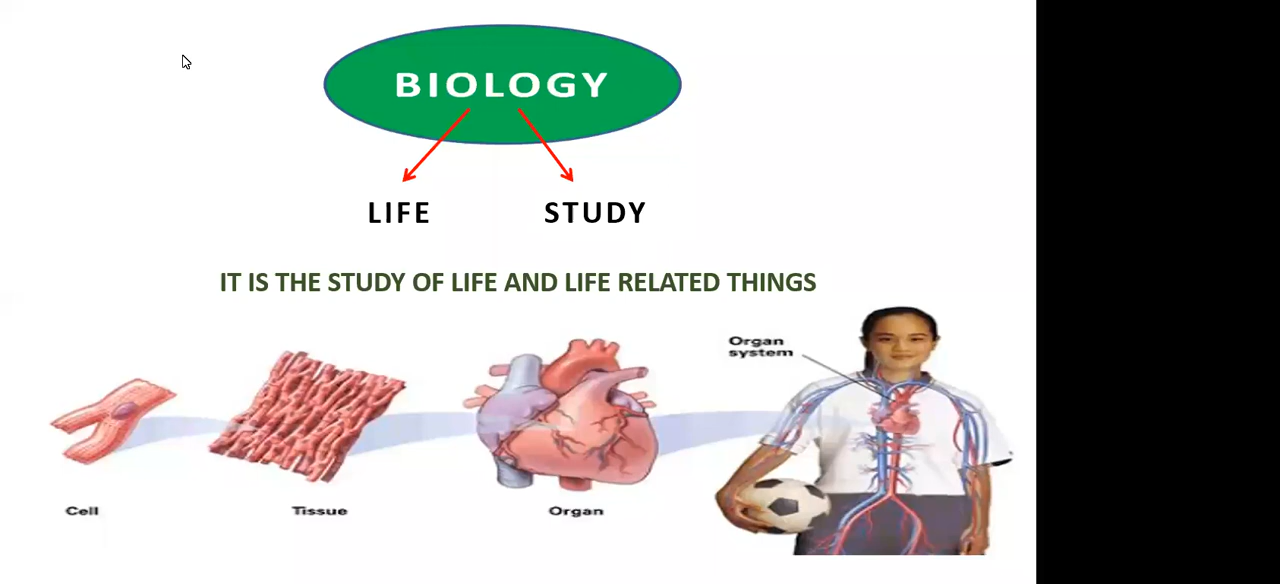 BIOLOGY
LIFE STUDY
IT IS THE STUDY OF LIFE AND LIFE RELATED THINGS
Organ
system
Cell Tissue Organ